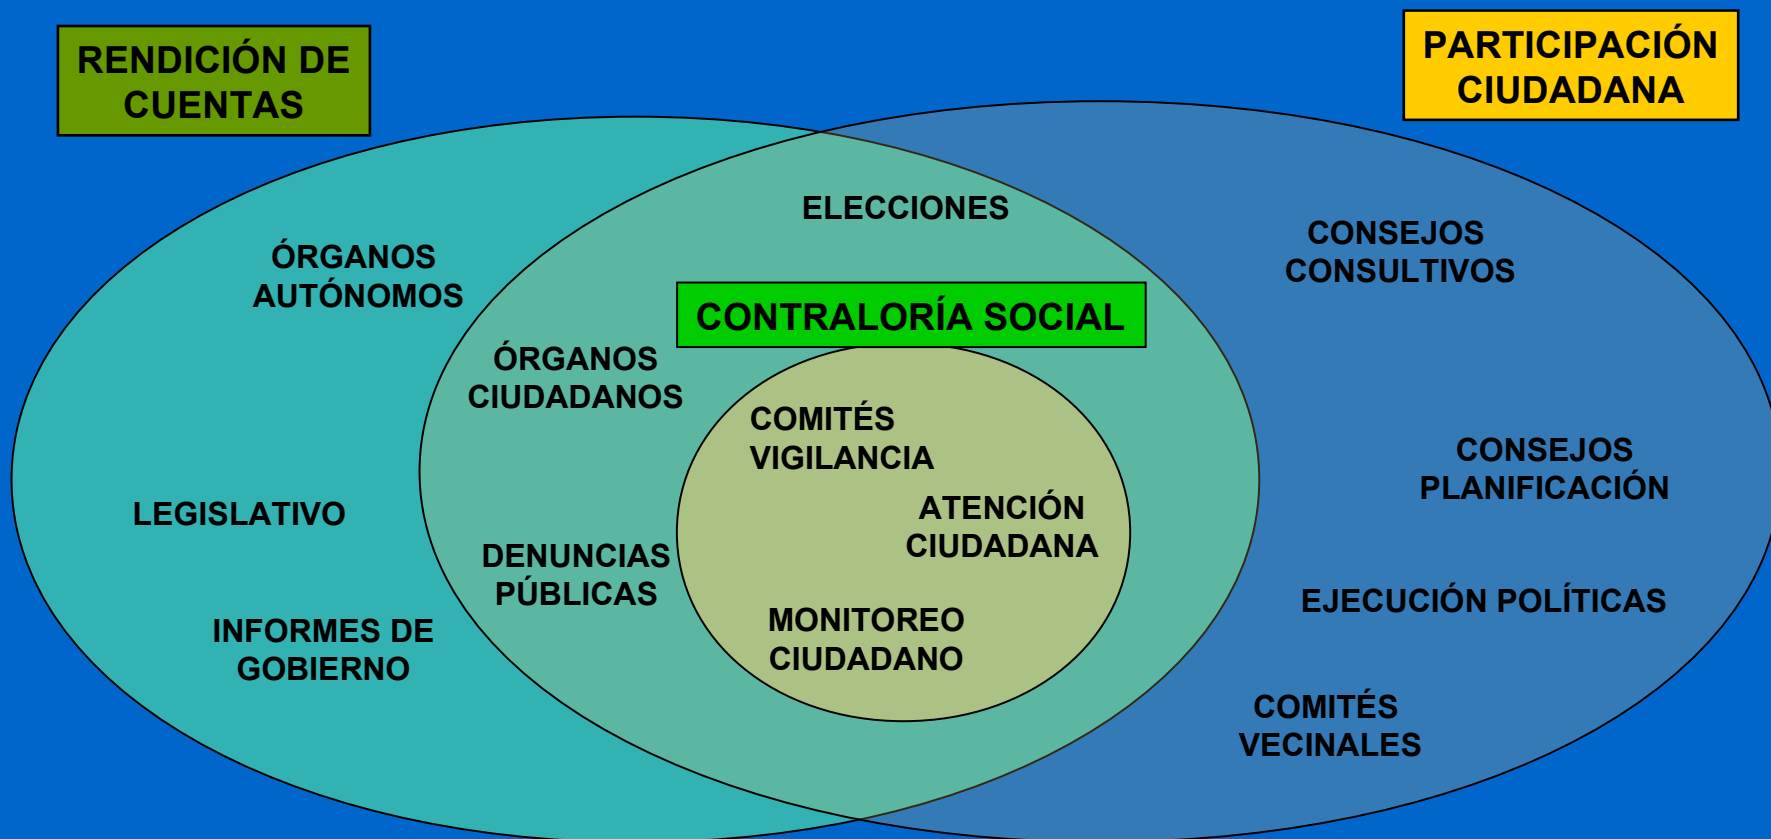 RENDICIÓN DE
CUENTAS
PARTICIPACIÓN
CIUDADANA
ELECCIONES
ÓRGANOS
AUTÓNOMOS
CONSEJOS
CONSULTIVOS
CONTRALORÍA SOCIAL
ÓRGANOS
CIUDADANOS
COMITÉS
VIGILANCIA
CONSEJOS
PLANIFICACIÓN
LEGISLATIVO
ATENCIÓN
CIUDADANA
DENUNCIAS
PÚBLICAS
EJECUCIÓN POLÍTICAS
INFORMES DE
GOBIERNO
MONITOREO
CIUDADANO
COMITÉS
VECINALES